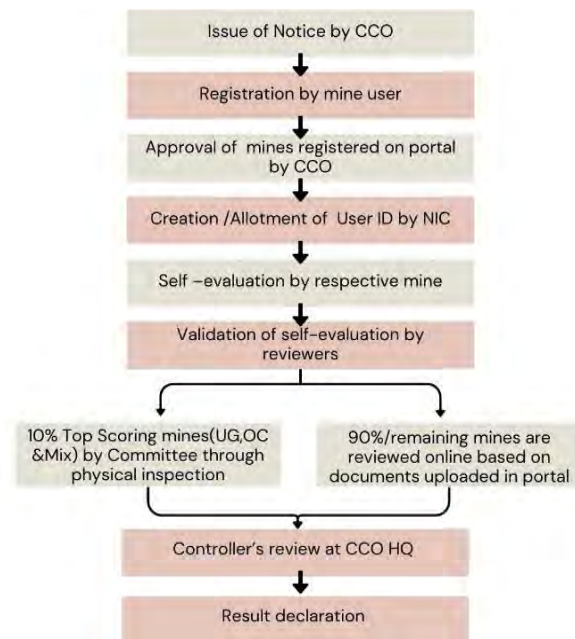 Issue of Notice by CCO
Registration by mine user
Approval of mines registered on portal
by CCO
Creation /Allotment of User ID by NIC
Self –evaluation by respective mine
Validation of self-evaluation by
reviewers
10% Top Scoring mines(UG,OC
&Mix) by Committee through
physical inspection
90%/remaining mines are
reviewed online based on
documents uploaded in portal
Controller's review at CCO HQ
Result declaration